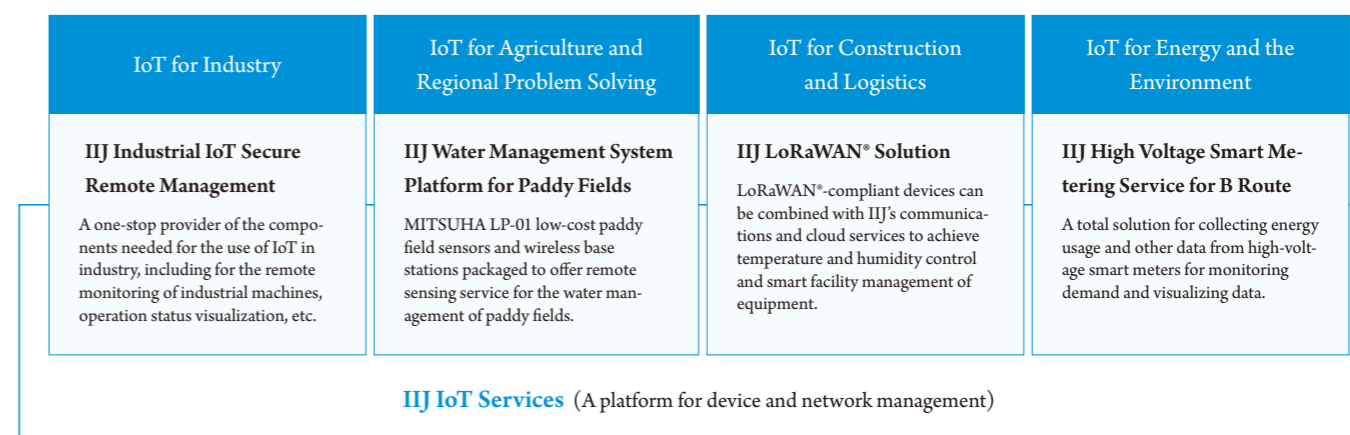 IoT for Industry
IIJ Industrial IoT Secure
Remote Management
A one-stop provider of the compo-
nents needed for the use of IoT in
industry, including for the remote
monitoring of industrial machines,
operation status visualization, etc.
IoT for Agriculture and
Regional Problem Solving
IIJ Water Management System
Platform for Paddy Fields
MITSUHA LP-01 low-cost paddy
field sensors and wireless base
stations packaged to offer remote
sensing service for the water man-
agement of paddy fields.
IoT for Construction
and Logistics
IIJ LoRaWAN® Solution
LoRaWAN®-compliant devices can
be combined with IIJ’s communica-
tions and cloud services to achieve
temperature and humidity control
and smart facility management of
equipment.
IoT for Energy and the
Environment
IIJ High Voltage Smart Me-
tering Service for B Route
A total solution for collecting energy
usage and other data from high-volt-
age smart meters for monitoring
demand and visualizing data.
IIJ IoT Services (A platform for device and network management)